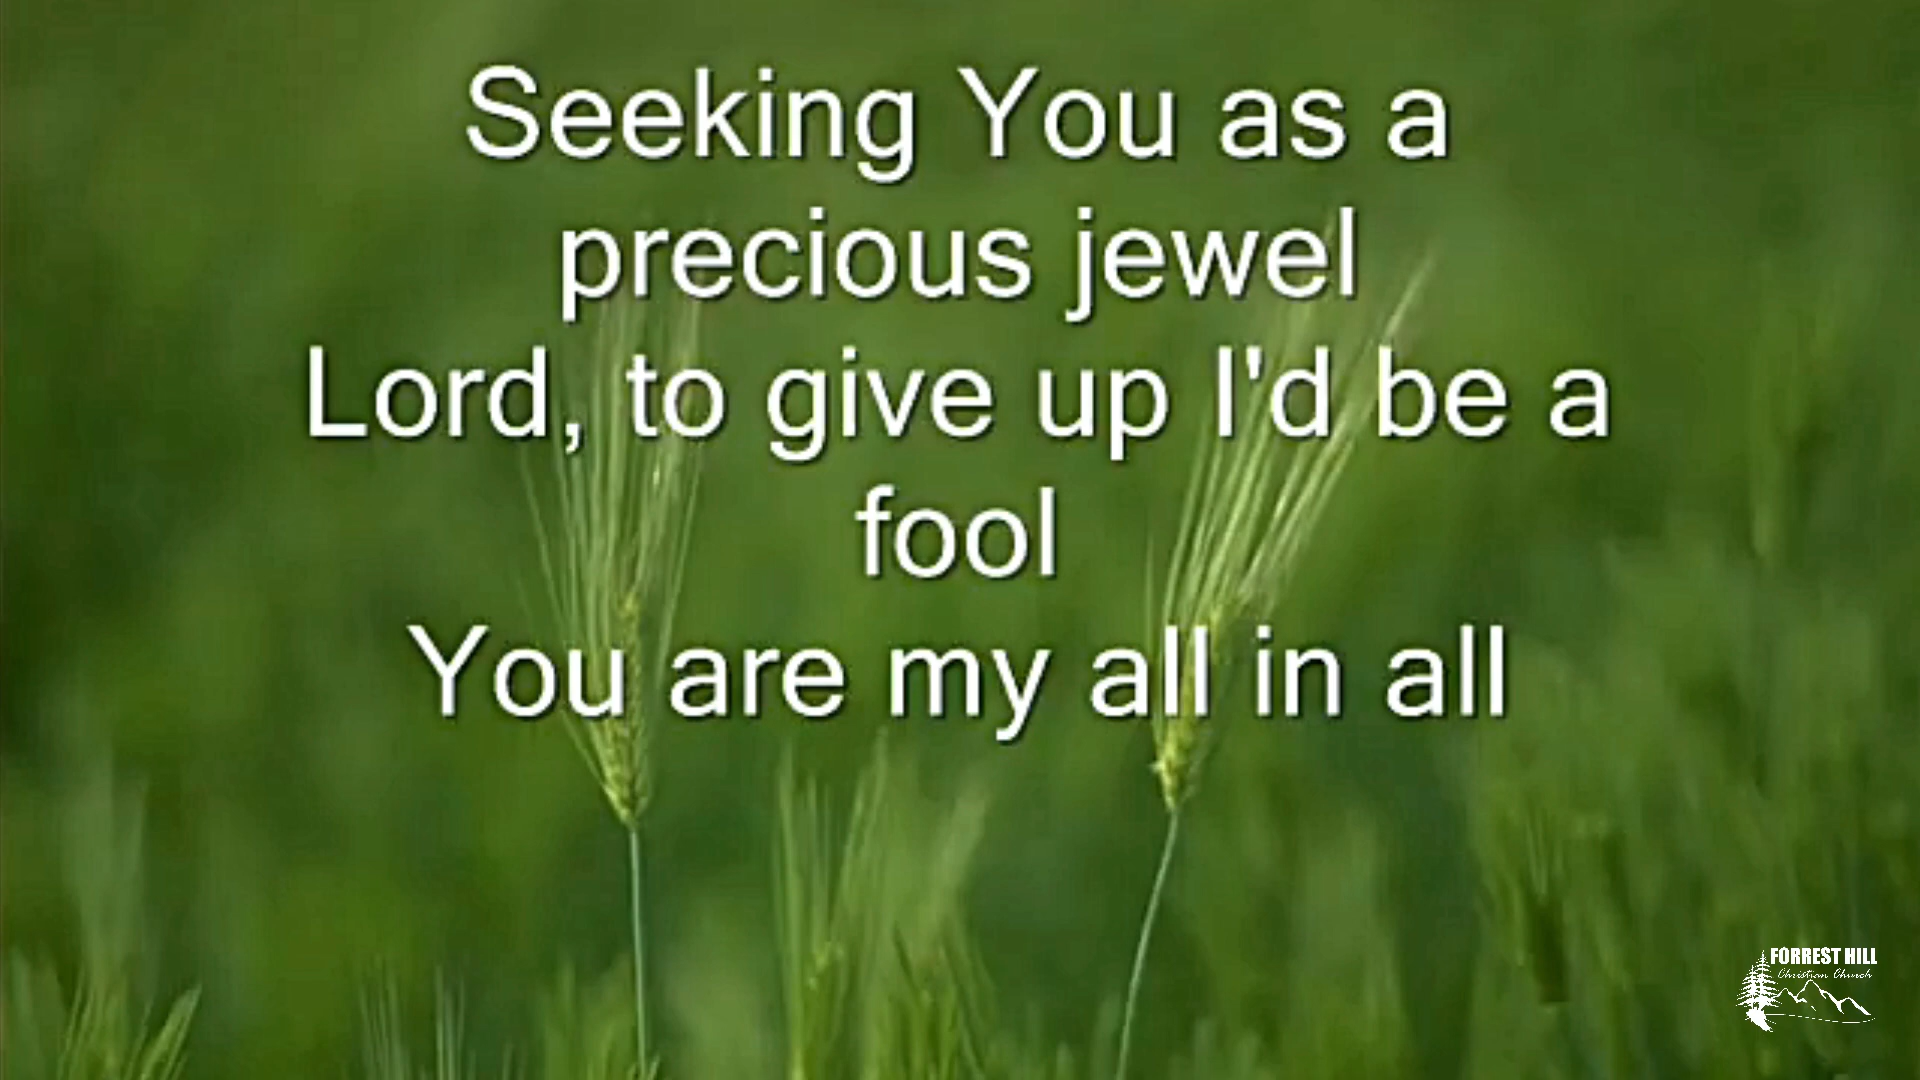 Seeking You as a
precious jewel
Lord, to give up I'd be a
fool
You are my all in all
FORREST HILL
Christian Church